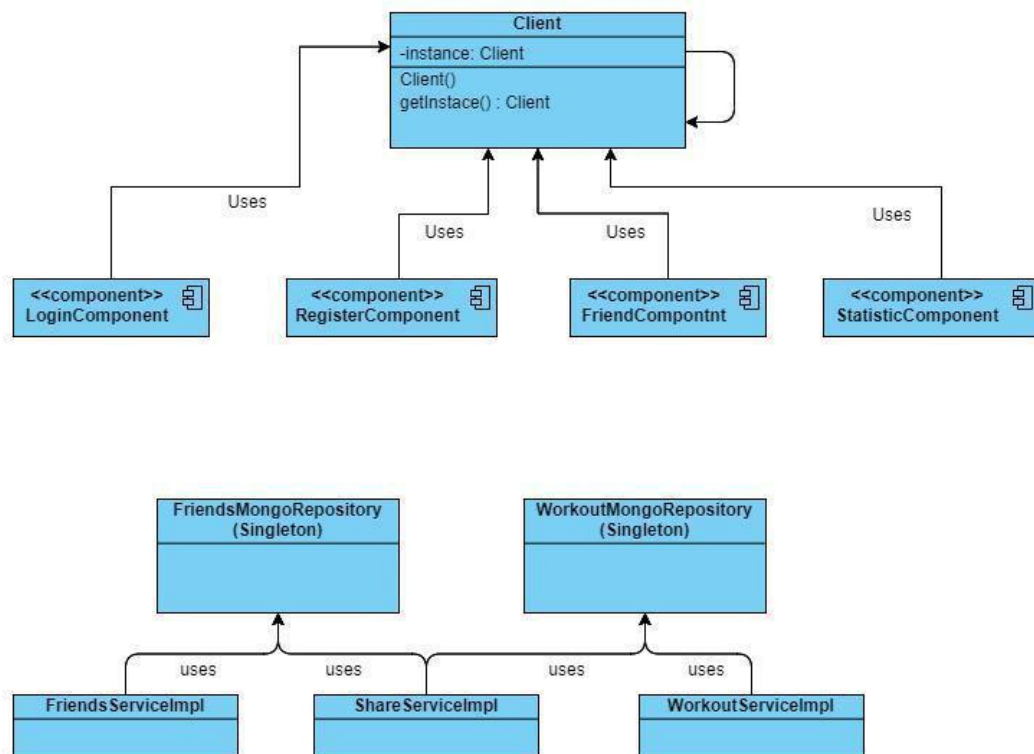 Client
-instance: Client
Client()
getInstace() : Client
Uses
Uses
Uses
Uses
<<component>>
LoginComponent
<<component>>
RegisterComponent
<<component>>
FriendCompontnt
<<component>>
StatisticComponent
FriendsMongoRepository
(Singleton)
WorkoutMongoRepository
(Singleton)
uses
uses
uses
uses
FriendsServiceImpl
ShareServiceImpl
WorkoutServiceImpl